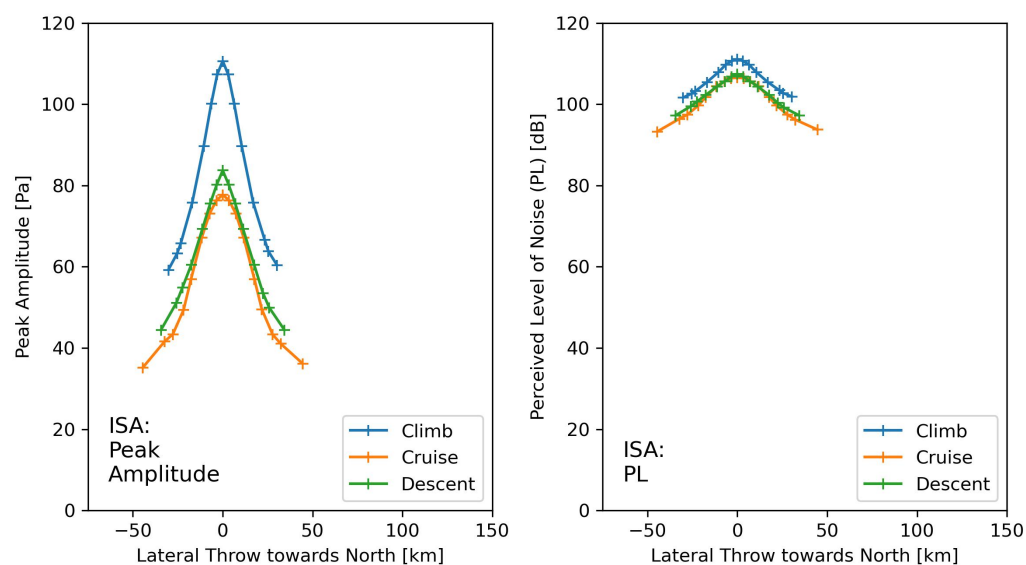 120
100
80
60
40
20
0
Peak Amplitude [Pa]
ISA:
Peak
Amplitude
Climb
Cruise
Descent
−50 0 50 100 150
Lateral Throw towards North [km]
120
100
80
60
40
20
0
Perceived Level of Noise (PL) [dB]
ISA:
PL
Climb
Cruise
Descent
−50 0 50 100 150
Lateral Throw towards North [km]